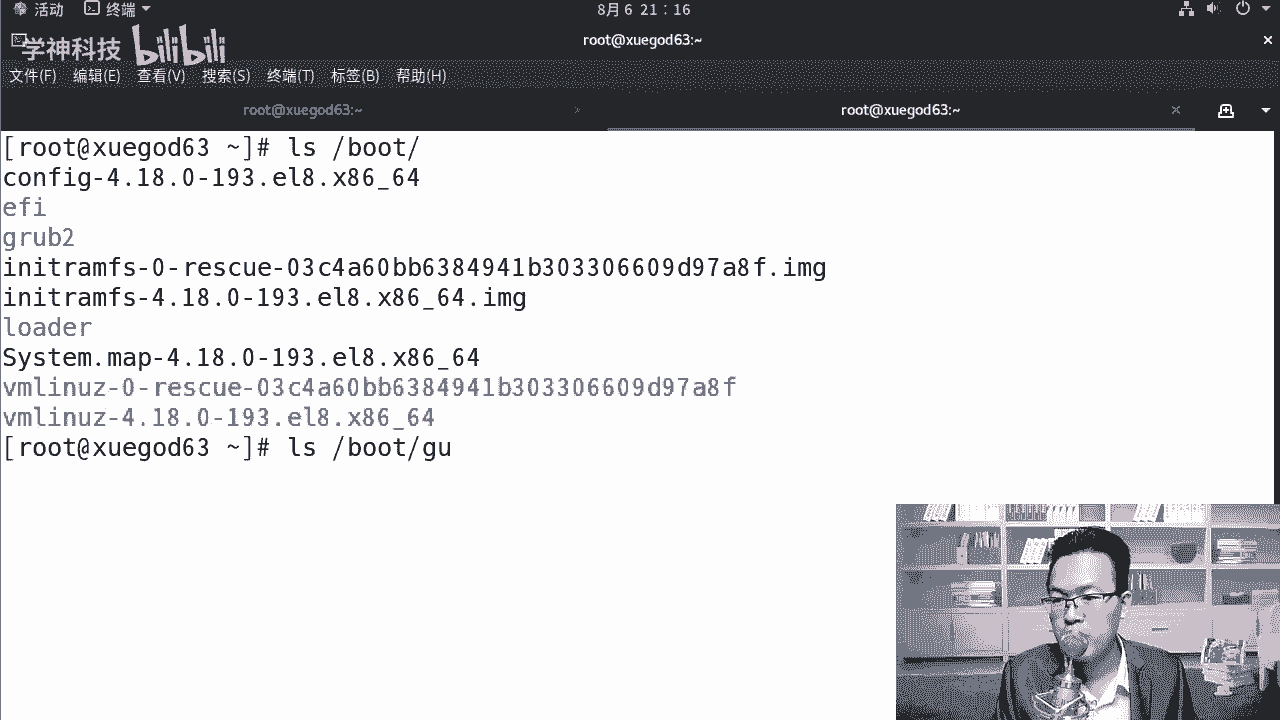 活动 终端 8月6 21：16
学神科技 bilibili root@xuegod63:~ ×
文件(F) 编辑(E) 查看(V) 搜索(S) 终端(T) 标签(B) 帮助(H)
root@xuegod63:~ root@xuegod63:~ ×
[root@xuegod63 ~]# ls /boot/
config-4.18.0-193.el8.x86_64
efi
grub2
initramfs-0-rescue-03c4a60bb6384941b303306609d97a8f.img
initramfs-4.18.0-193.el8.x86_64.img
loader
System.map-4.18.0-193.el8.x86_64
vmlinuz-0-rescue-03c4a60bb6384941b303306609d97a8f
vmlinuz-4.18.0-193.el8.x86_64
[root@xuegod63 ~]# ls /boot/gu